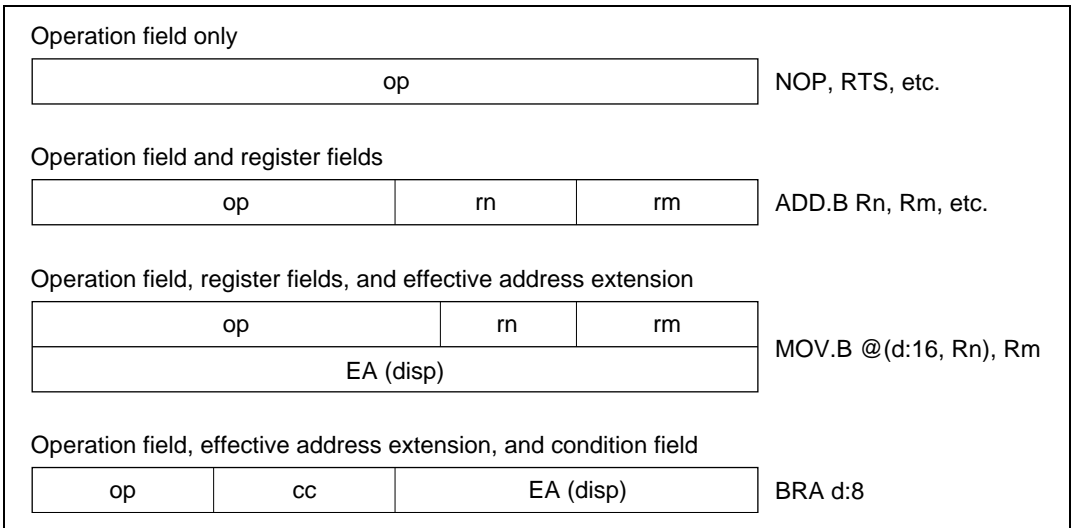 Operation field only
op NOP, RTS, etc.
Operation field and register fields
op rn rm ADD.B Rn, Rm, etc.
Operation field, register fields, and effective address extension
op rn rm
MOV.B @(d:16, Rn), Rm
EA (disp)
Operation field, effective address extension, and condition field
op cc EA (disp) BRA d:8